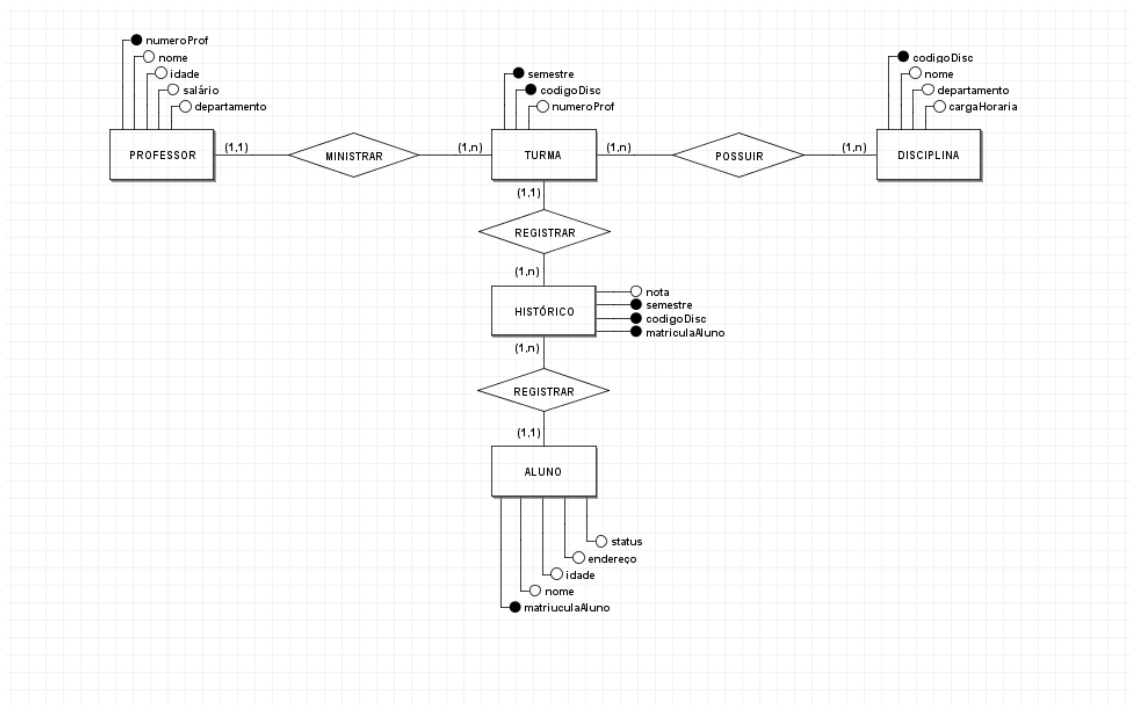 numeroProf
nome
idade
salário
departamento
semestre
codigoDisc
numeroProf
codigoDisc
nome
departamento
cargaHoraria
PROFESSOR
(1,1)
MINISTRAR
(1,n)
TURMA
(1,n)
POSSUIR
(1,n)
DISCIPLINA
(1,1)
REGISTRAR
(1,n)
HISTÓRICO
nota
semestre
codigoDisc
matriculaAluno
(1,n)
REGISTRAR
(1,1)
ALUNO
status
endereço
idade
nome
matriuculaAluno